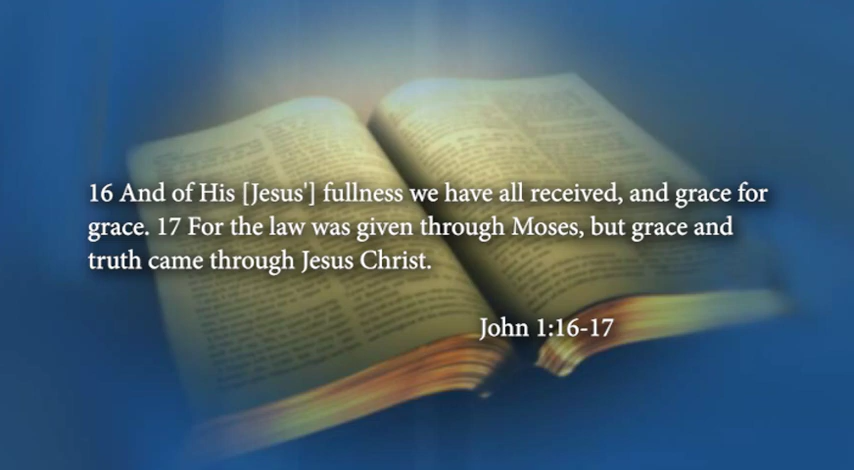 16 And of His [Jesus'] fullness we have all received, and grace for
grace. 17 For the law was given through Moses, but grace and
truth came through Jesus Christ.
John 1:16-17